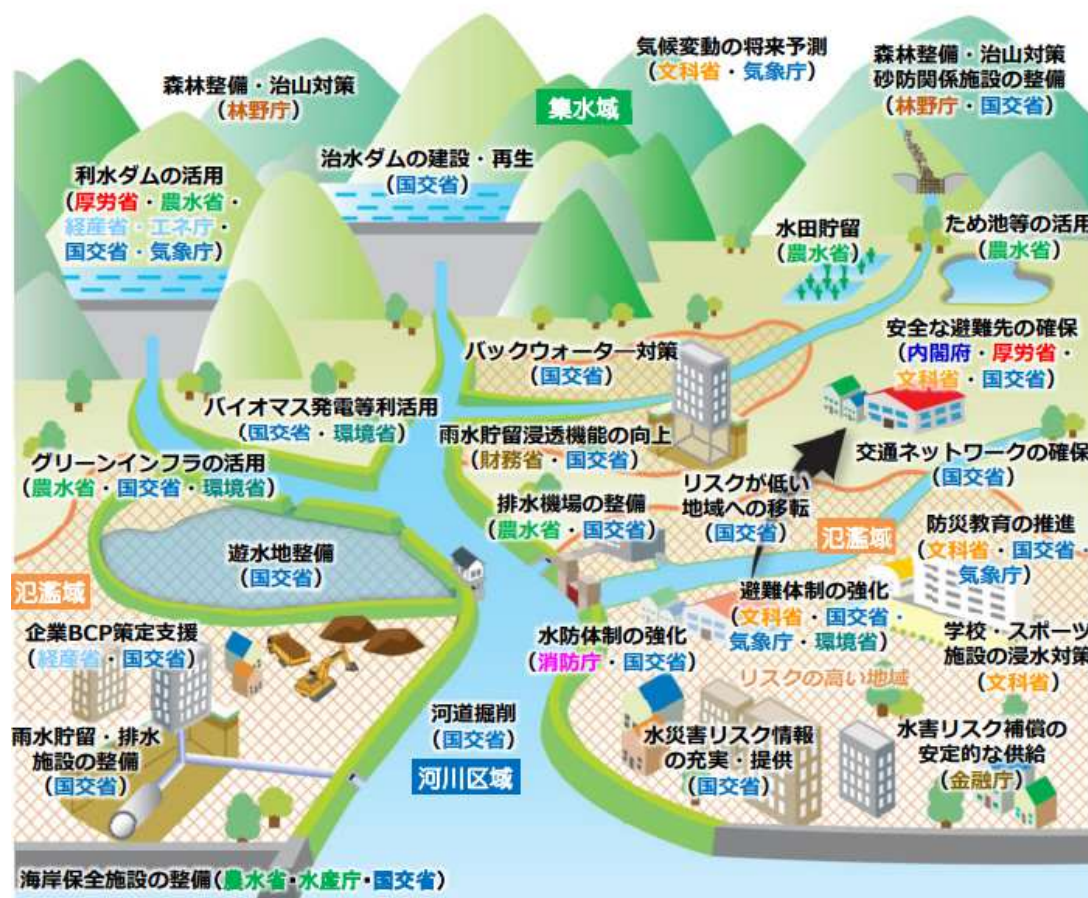 気候変動の将来予測
（文科省・気象庁）
森林整備・治山対策
砂防関係施設の整備
（林野庁・国交省）
森林整備・治山対策
（林野庁）
集水域
治水ダムの建設・再生
（国交省）
利水ダムの活用
（厚労省・農水省・
経産省・エネ庁・
国交省・気象庁）
水田貯留
（農水省）
ため池等の活用
（農水省）
安全な避難先の確保
（内閣府・厚労省・
文科省・国交省）
バックウォーター対策
（国交省）
バイオマス発電等利活用
（国交省・環境省）
雨水貯留浸透機能の向上
（財務省・国交省）
交通ネットワークの確保
（国交省）
グリーンインフラの活用
（農水省・国交省・環境省）
排水機場の整備
（農水省・国交省）
リスクが低い
地域への移転
（国交省）
氾濫域
防災教育の推進
（文科省・国交省・
気象庁）
遊水地整備
（国交省）
氾濫域
避難体制の強化
（文科省・国交省・
気象庁・環境省）
企業BCP策定支援
（経産省・国交省）
水防体制の強化
（消防庁・国交省）
学校・スポーツ
施設の浸水対策
（文科省）
リスクの高い地域
河道掘削
（国交省）
河川区域
雨水貯留・排水
施設の整備
（国交省）
水災害リスク情報
の充実・提供
（国交省）
水害リスク補償の
安定的な供給
（金融庁）
海岸保全施設の整備（農水省・水産庁・国交省）